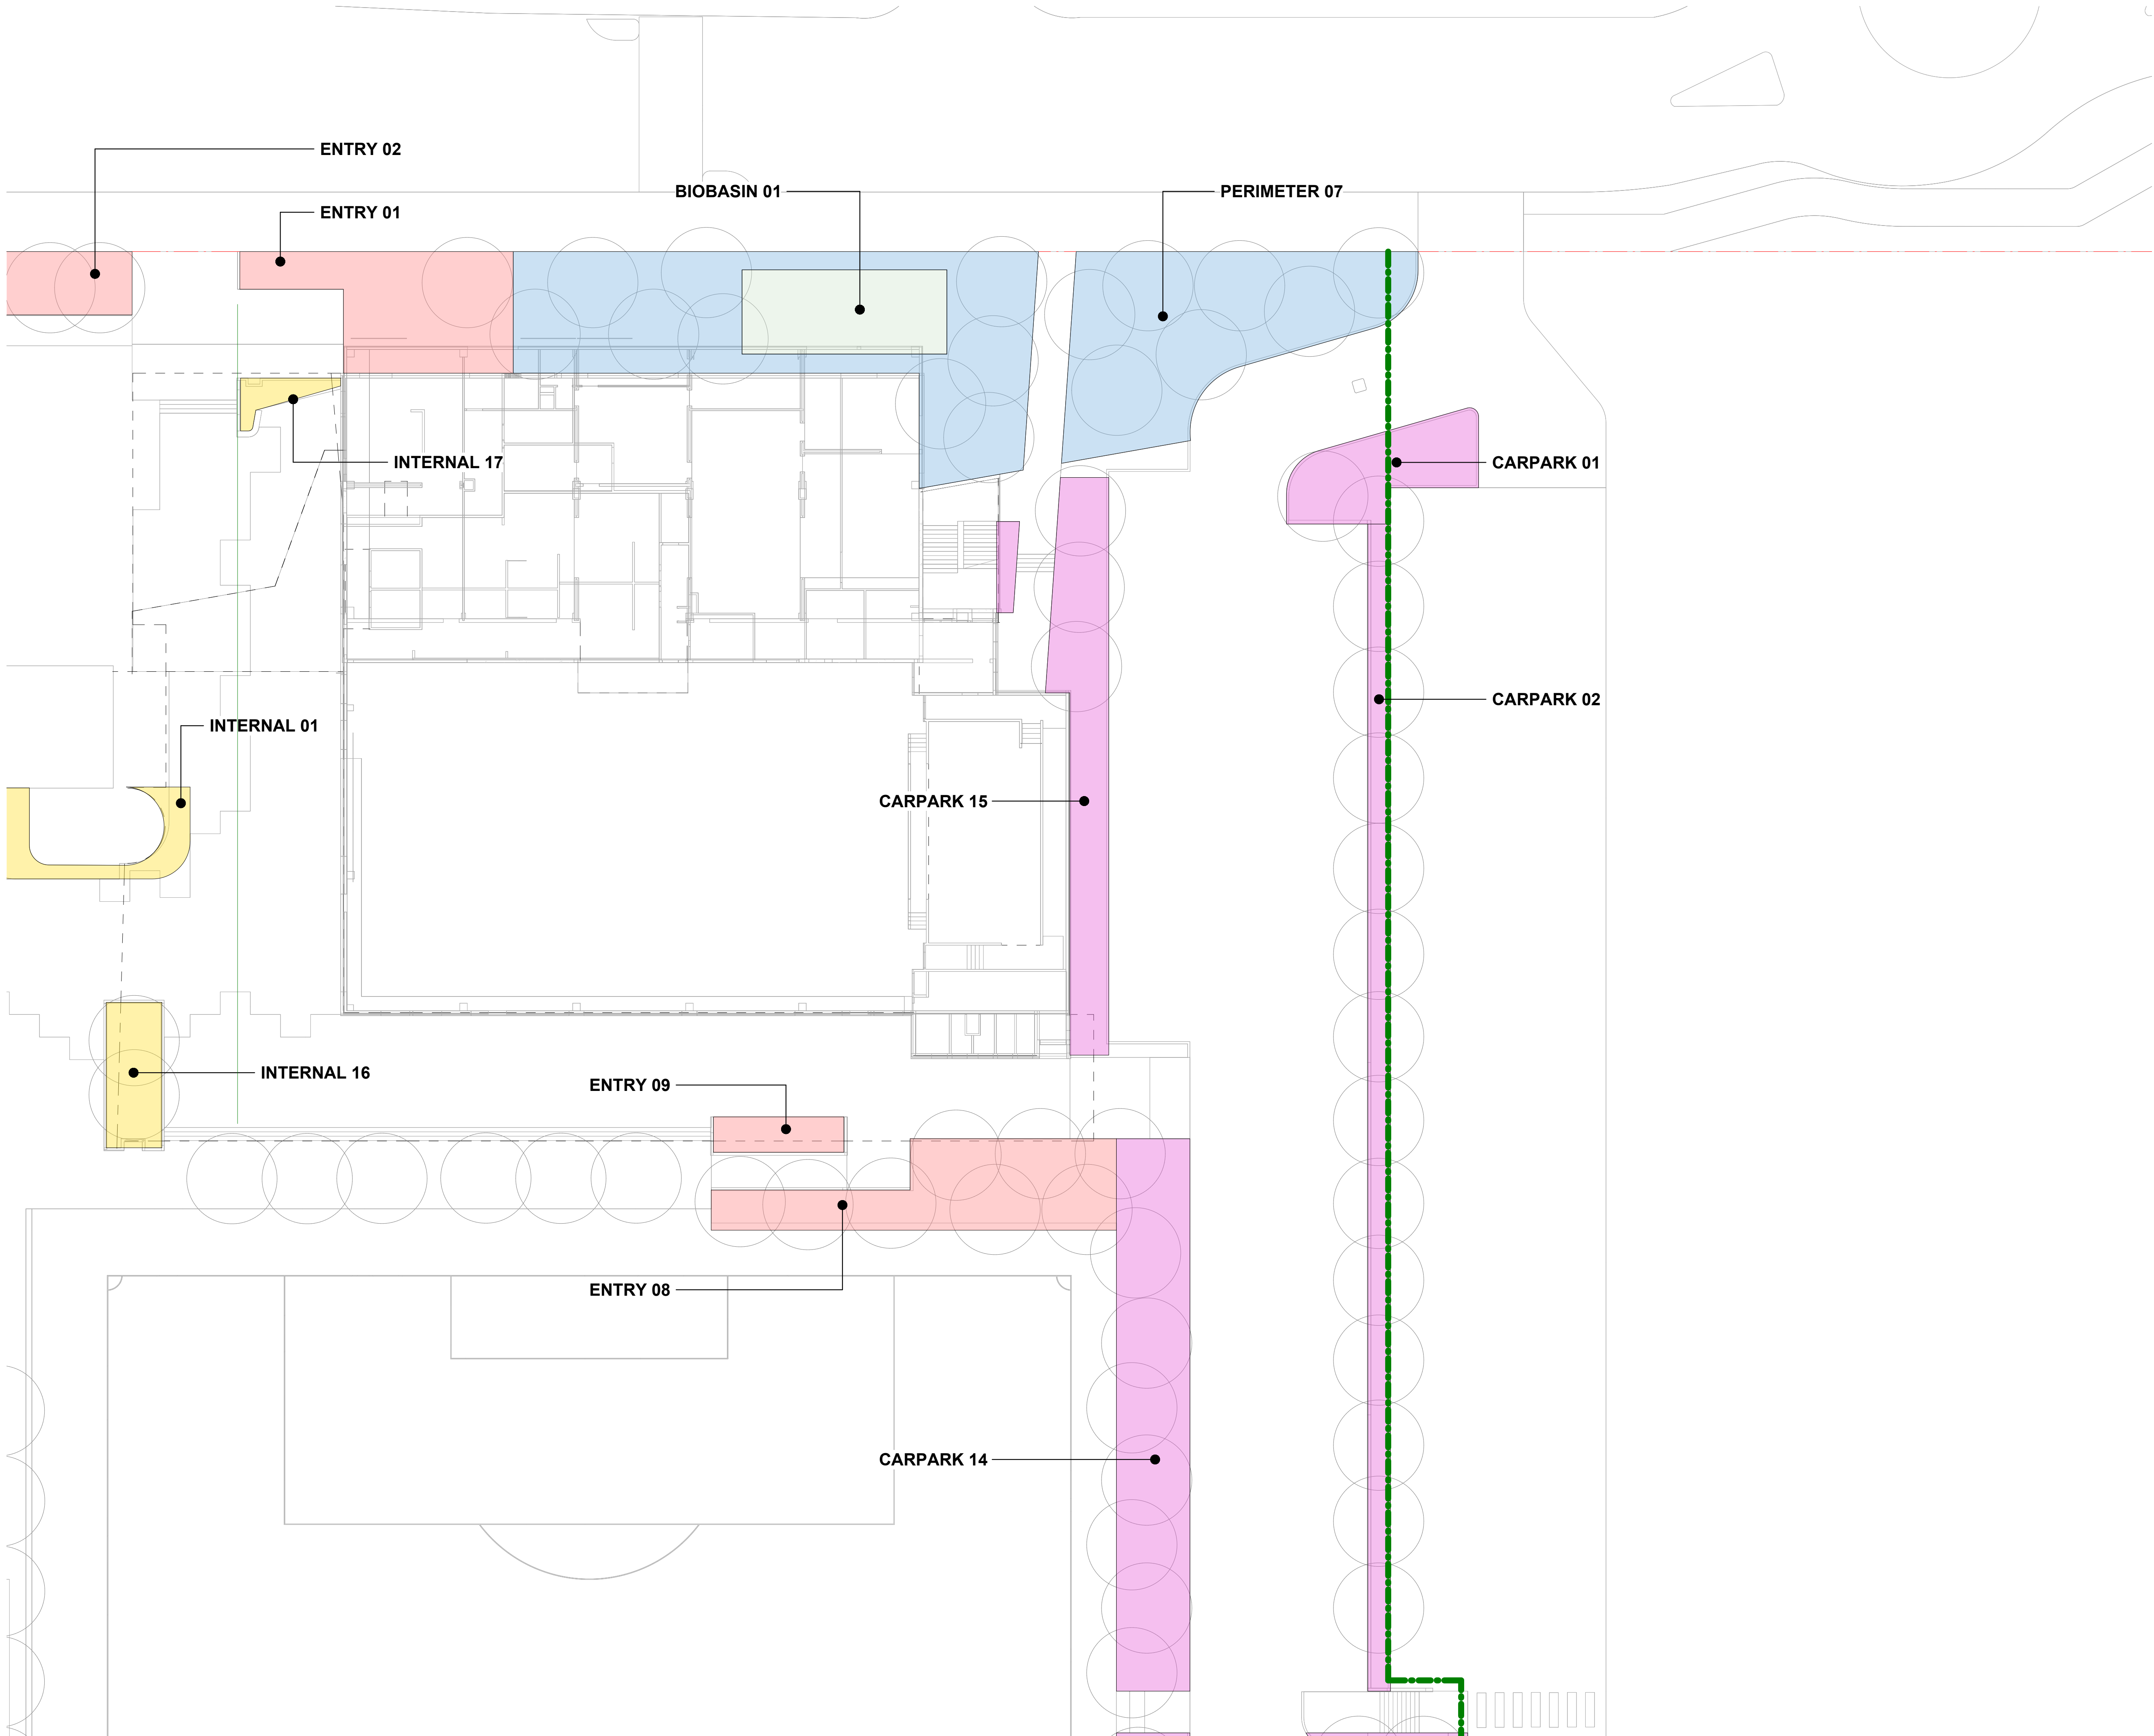 ENTRY 02
BIOBASIN 01
PERIMETER 07
ENTRY 01
INTERNAL 17
CARPARK 01
CARPARK 02
INTERNAL 01
CARPARK 15
INTERNAL 16
ENTRY 09
ENTRY 08
CARPARK 14